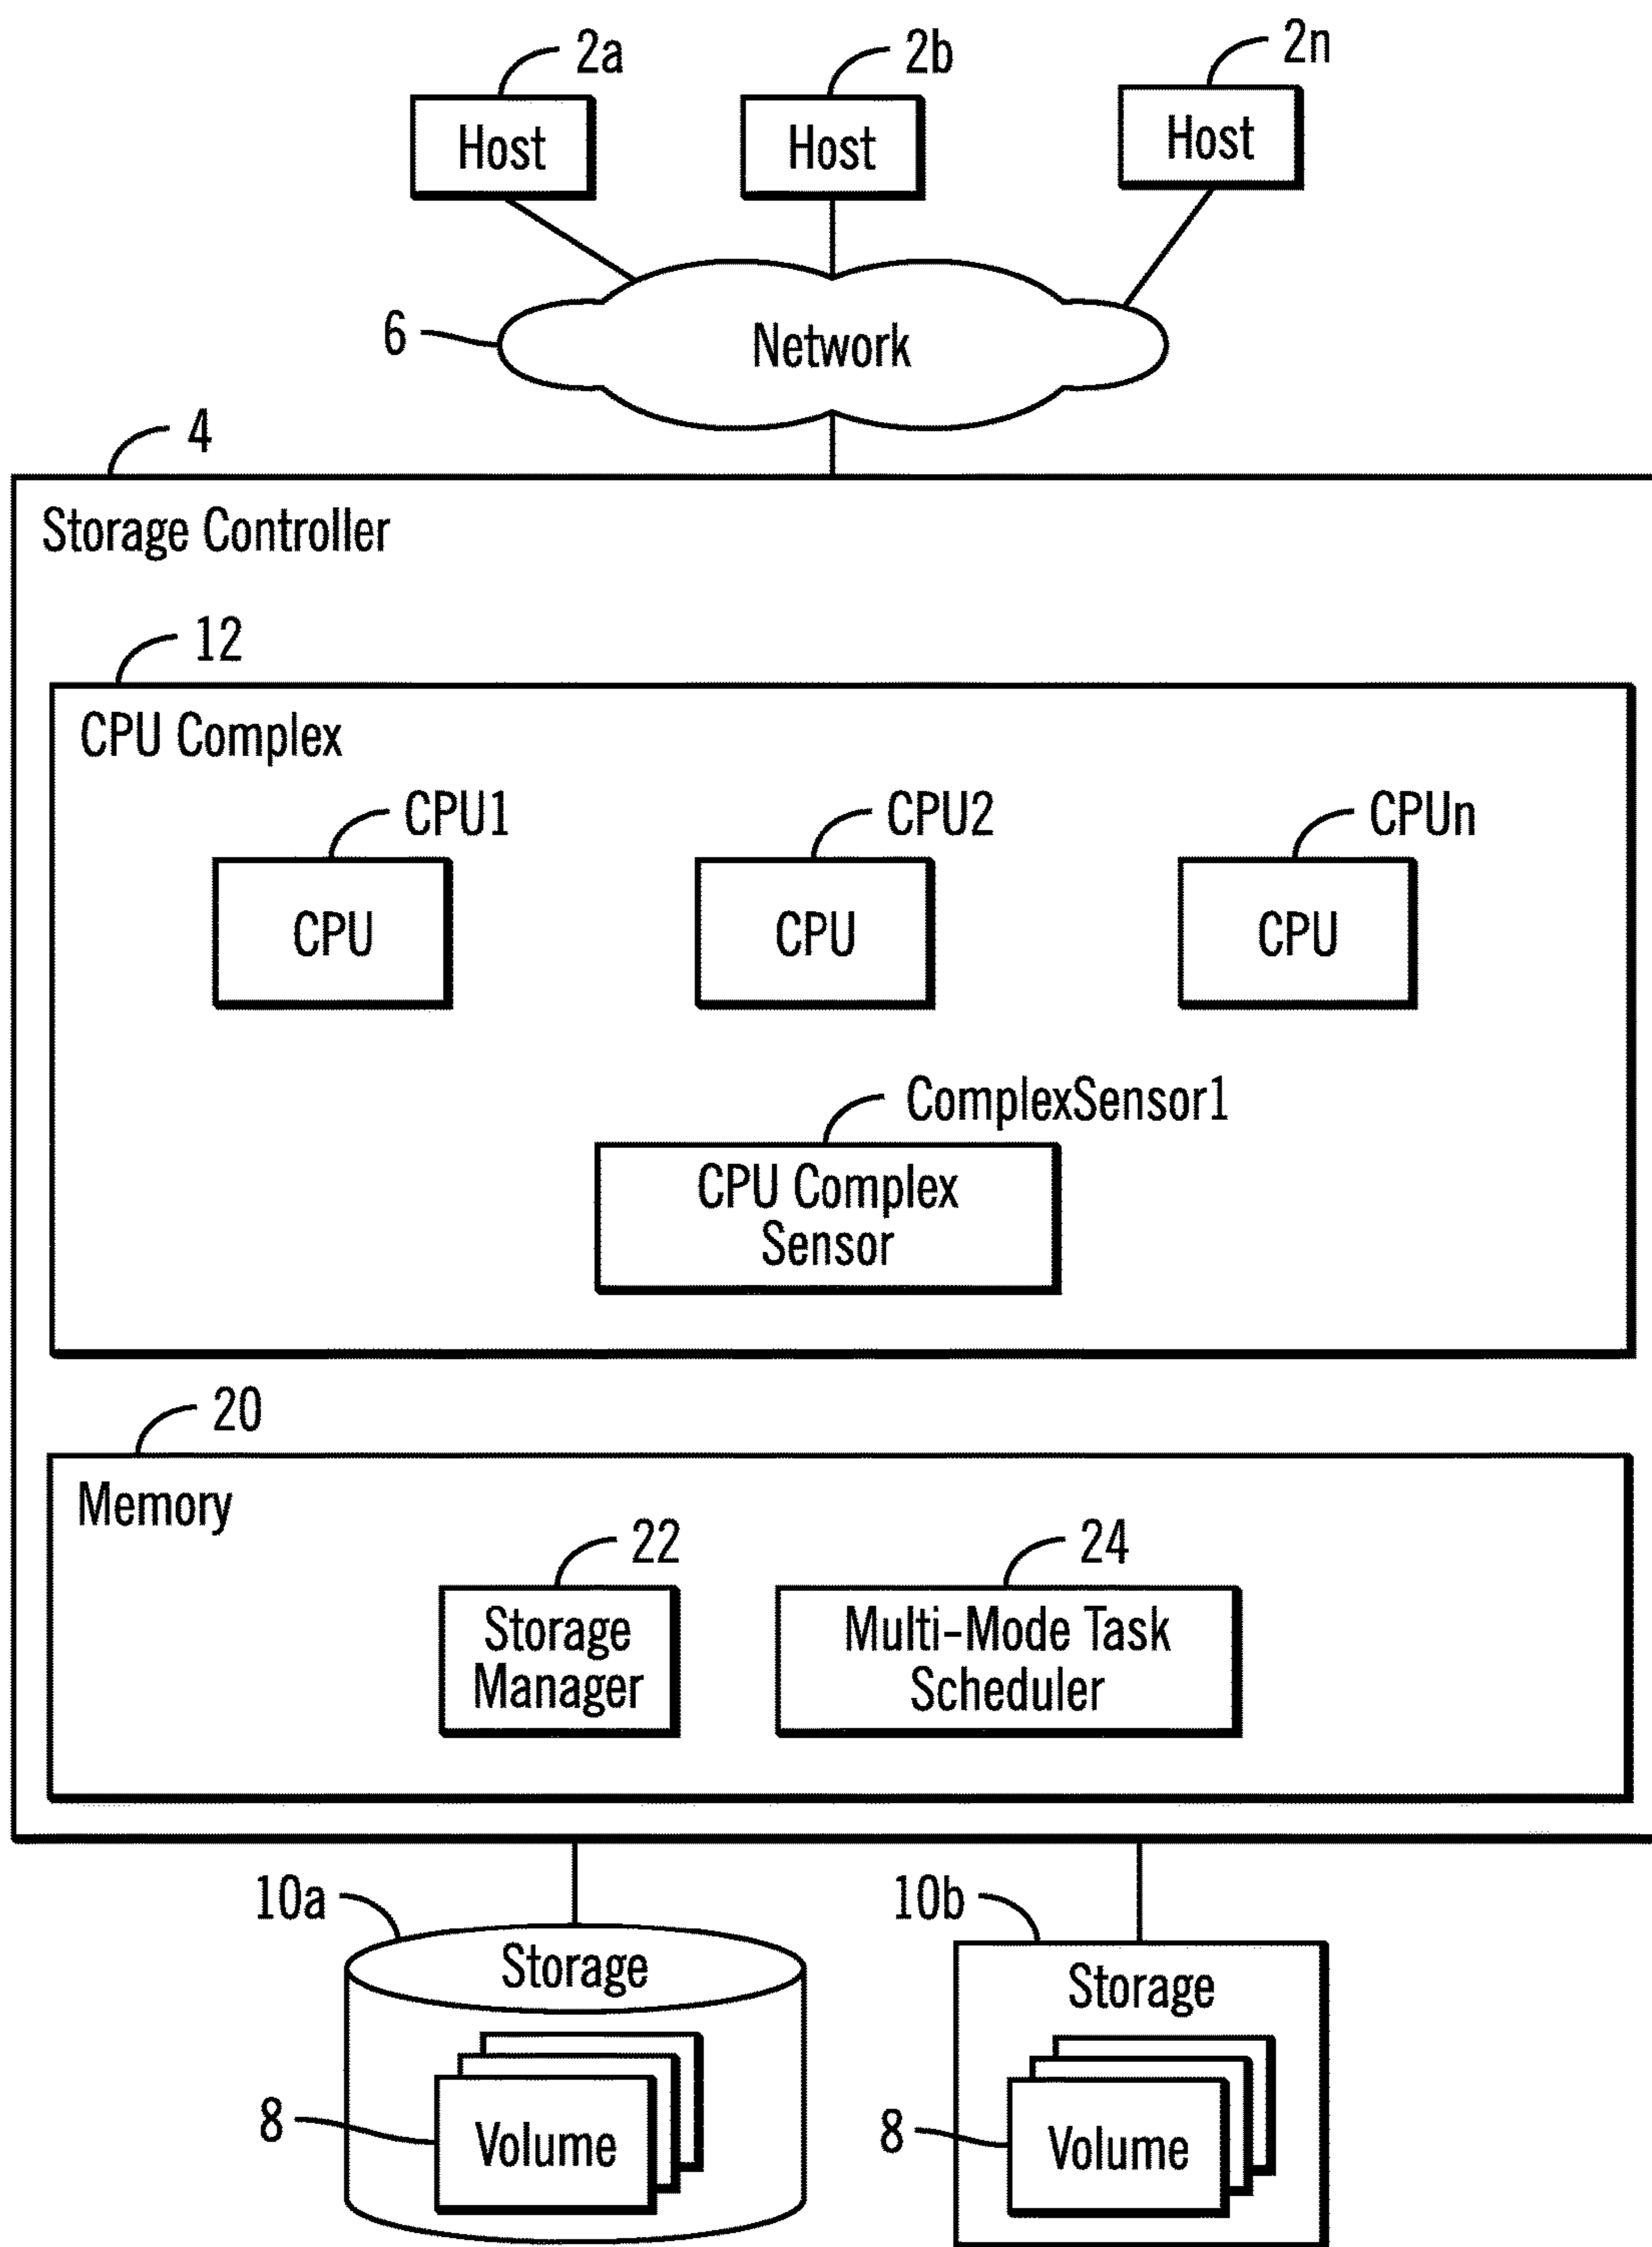 2a
2b
2n
Host
Host
Host
6
Network
4
Storage Controller
12
CPU Complex
CPU1
CPU2
CPUn
CPU
CPU
CPU
ComplexSensor1
CPU Complex
Sensor
20
Memory
22
24
Storage
Manager
Multi-Mode Task
Scheduler
10a
10b
Storage
Storage
8
Volume
8
Volume